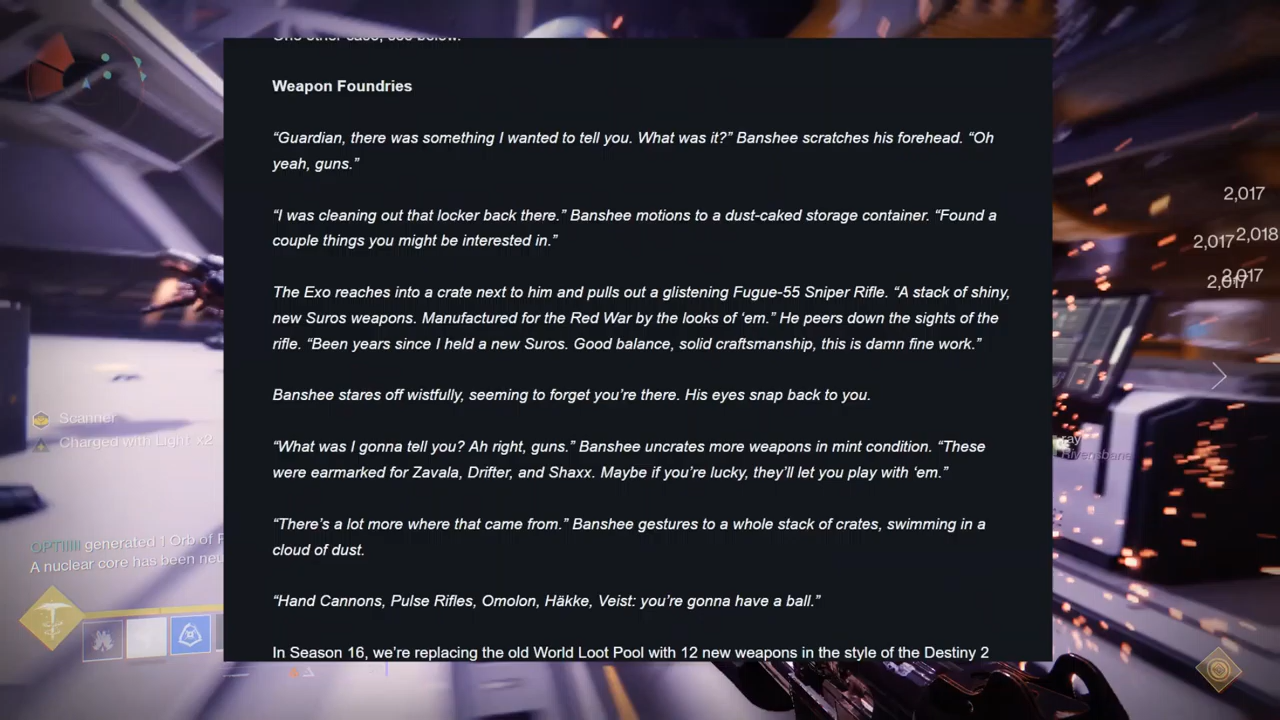 One other case, see below.
Weapon Foundries
“Guardian, there was something I wanted to tell you. What was it?” Banshee scratches his forehead. “Oh
yeah, guns.”
“I was cleaning out that locker back there.” Banshee motions to a dust-caked storage container. “Found a
couple things you might be interested in.”
The Exo reaches into a crate next to him and pulls out a glistening Fugue-55 Sniper Rifle. “A stack of shiny,
new Suros weapons. Manufactured for the Red War by the looks of ‘em.” He peers down the sights of the
rifle. “Been years since I held a new Suros. Good balance, solid craftsmanship, this is damn fine work.”
Banshee stares off wistfully, seeming to forget you’re there. His eyes snap back to you.
“What was I gonna tell you? Ah right, guns.” Banshee uncrates more weapons in mint condition. “These
were earmarked for Zavala, Drifter, and Shaxx. Maybe if you’re lucky, they’ll let you play with ‘em.”
“There’s a lot more where that came from.” Banshee gestures to a whole stack of crates, swimming in a
cloud of dust.
“Hand Cannons, Pulse Rifles, Omolon, Häkke, Veist: you’re gonna have a ball.”
In Season 16, we’re replacing the old World Loot Pool with 12 new weapons in the style of the Destiny 2
2,017
2,018
2,017
2,017
Scanner
Charged with Light x2
Rivensbane
generated 1 Orb of
A nuclear core has been